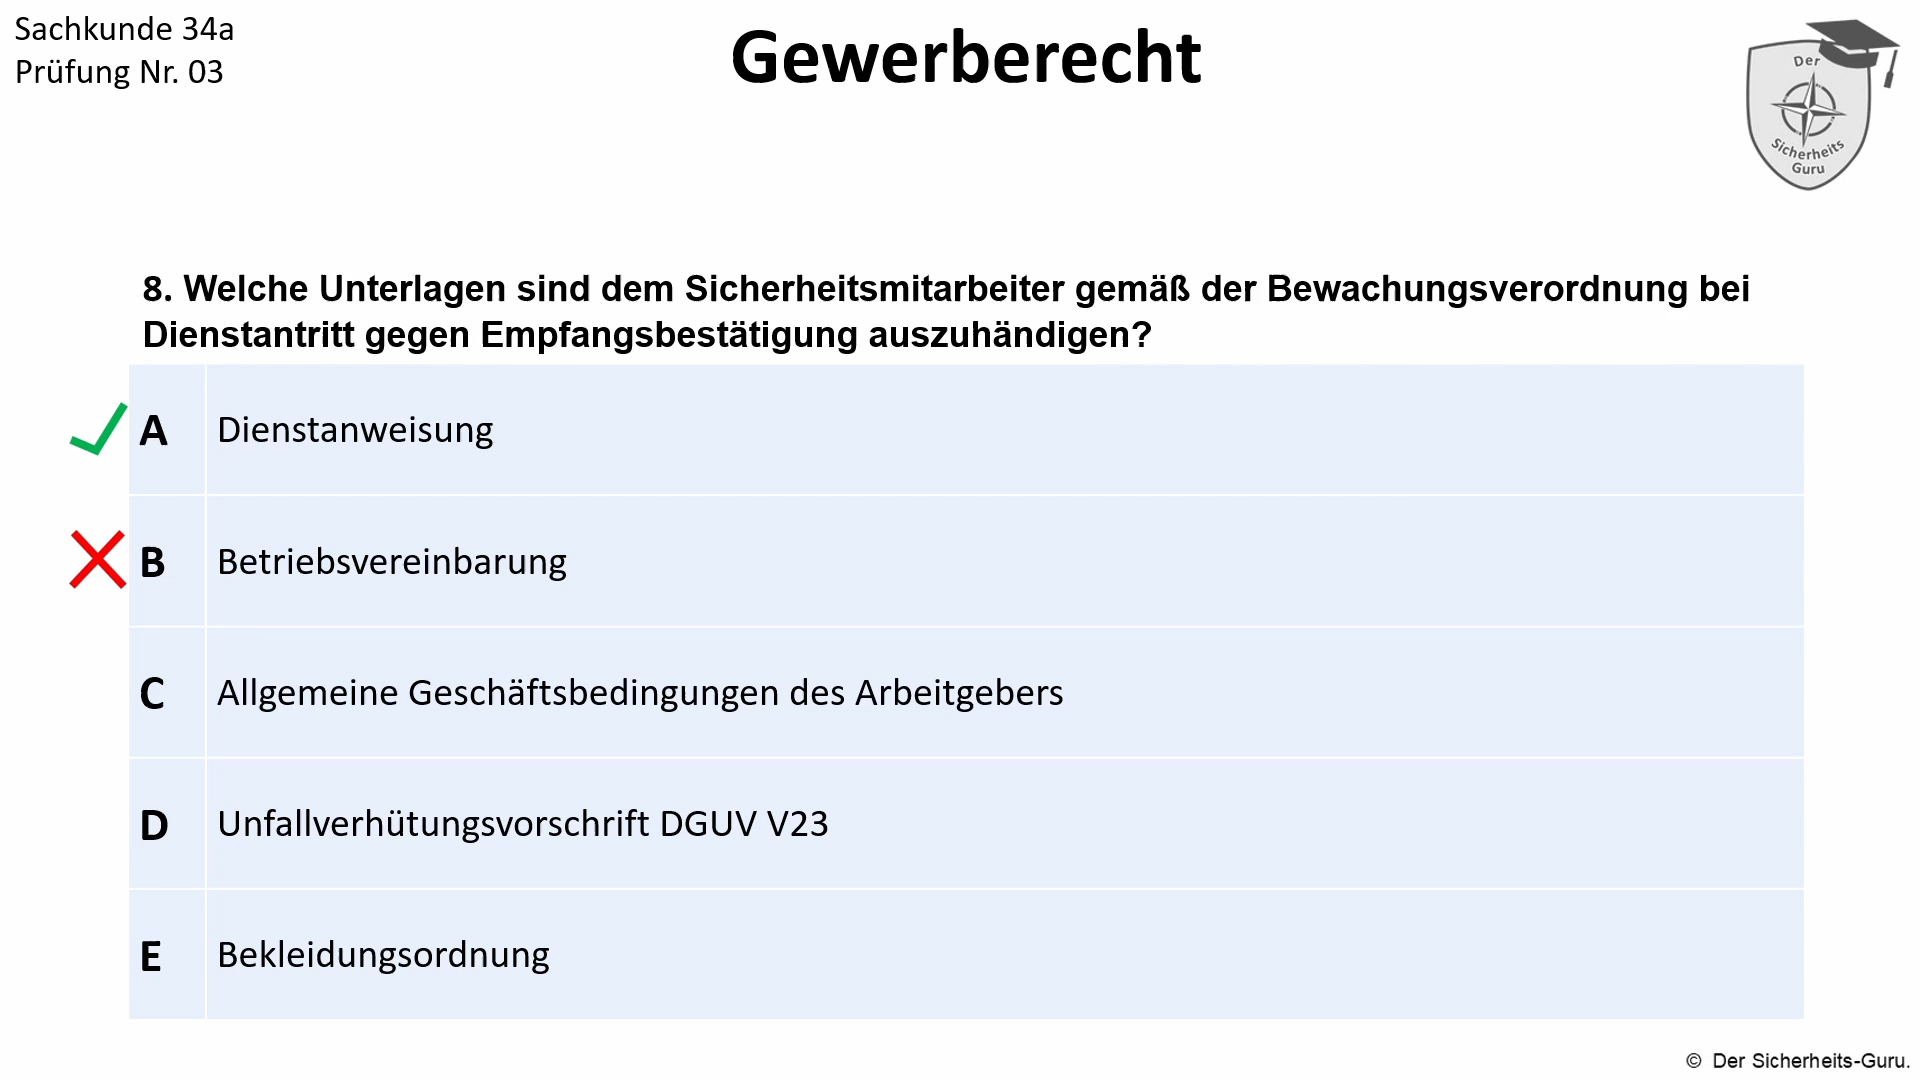 Sachkunde 34a
Prüfung Nr. 03
Gewerberecht
Der
Sicherheits
Guru
8. Welche Unterlagen sind dem Sicherheitsmitarbeiter gemäß der Bewachungsverordnung bei
Dienstantritt gegen Empfangsbestätigung auszuhändigen?
A Dienstanweisung
B Betriebsvereinbarung
C Allgemeine Geschäftsbedingungen des Arbeitgebers
D Unfallverhütungsvorschrift DGUV V23
E Bekleidungsordnung
© Der Sicherheits-Guru.